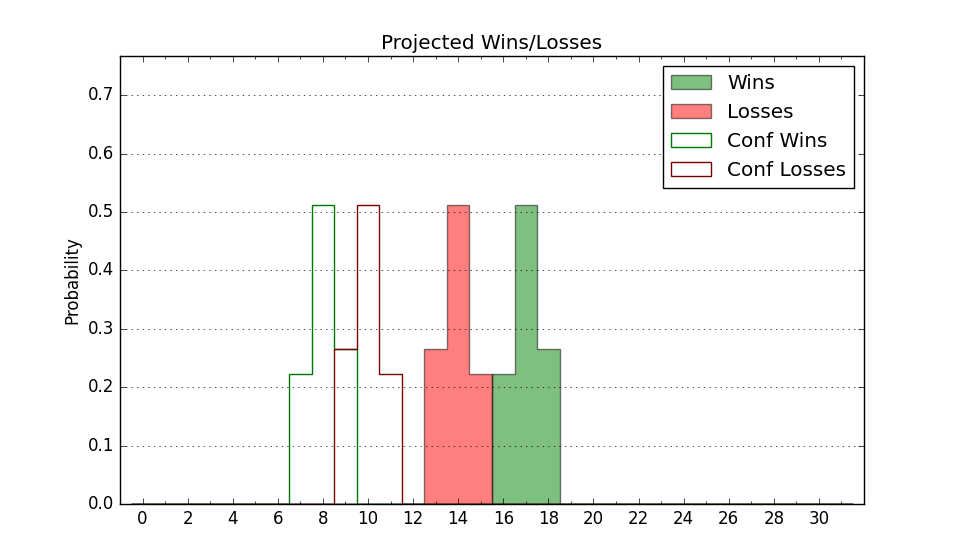 Projected Wins/Losses
Wins
Losses
Conf Wins
Conf Losses
Probability
0.7
0.6
0.5
0.4
0.3
0.2
0.1
0.0
0 2 4 6 8 10 12 14 16 18 20 22 24 26 28 30